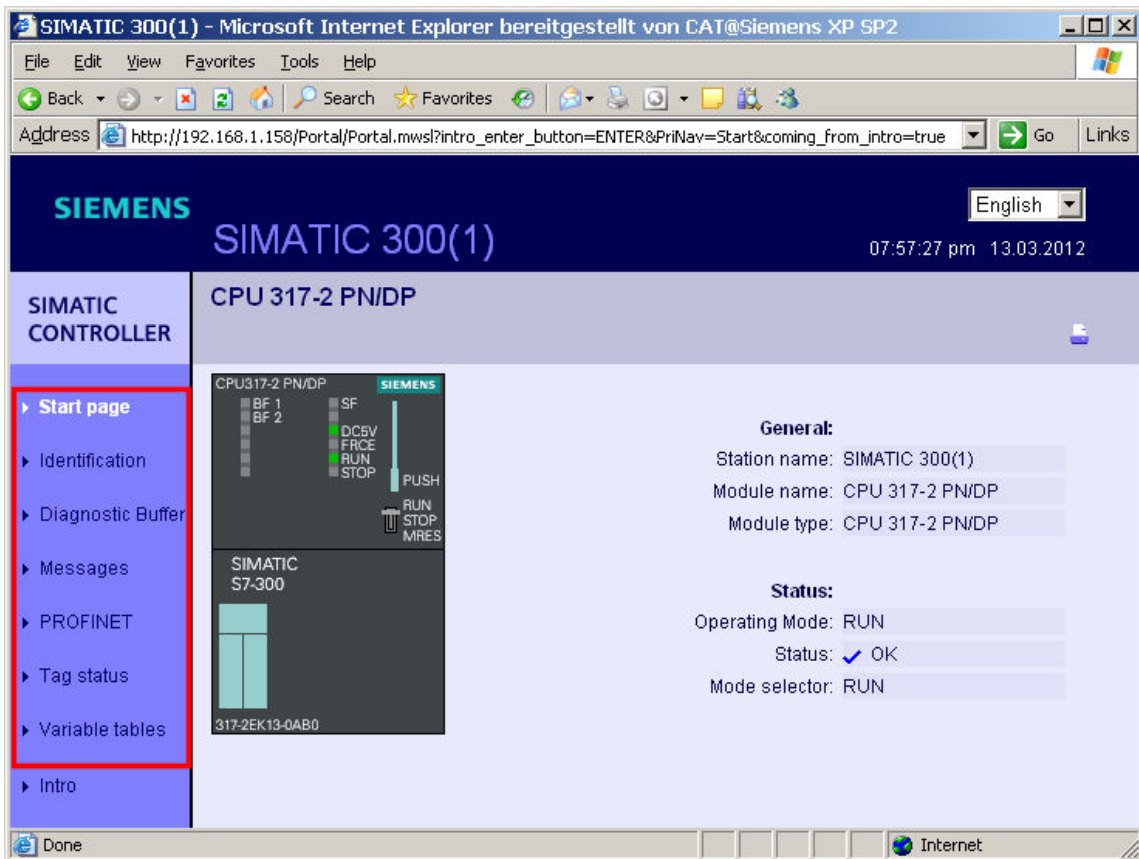 SIMATIC 300(1) - Microsoft Internet Explorer bereitgestellt von CAT@Siemens XP SP2
File Edit View Favorites Tools Help
Back Search Favorites
Address http://192.168.1.158/Portal/Portal.mwsl?intro_enter_button=ENTER&PriNav=Start&coming_from_intro=true Go Links
SIEMENS
English
SIMATIC 300(1)
07:57:27 pm 13.03.2012
SIMATIC
CONTROLLER
CPU 317-2 PN/DP
Start page
Identification
Diagnostic Buffer
Messages
PROFINET
Tag status
Variable tables
Intro
CPU317-2 PN/DP SIEMENS
BF 1 SF
BF 2
DC5V
FRCE
RUN
STOP
PUSH
RUN
STOP
MRES
SIMATIC
S7-300
317-2EK13-0AB0
General:
Station name: SIMATIC 300(1)
Module name: CPU 317-2 PN/DP
Module type: CPU 317-2 PN/DP
Status:
Operating Mode: RUN
Status: OK
Mode selector: RUN
Done Internet